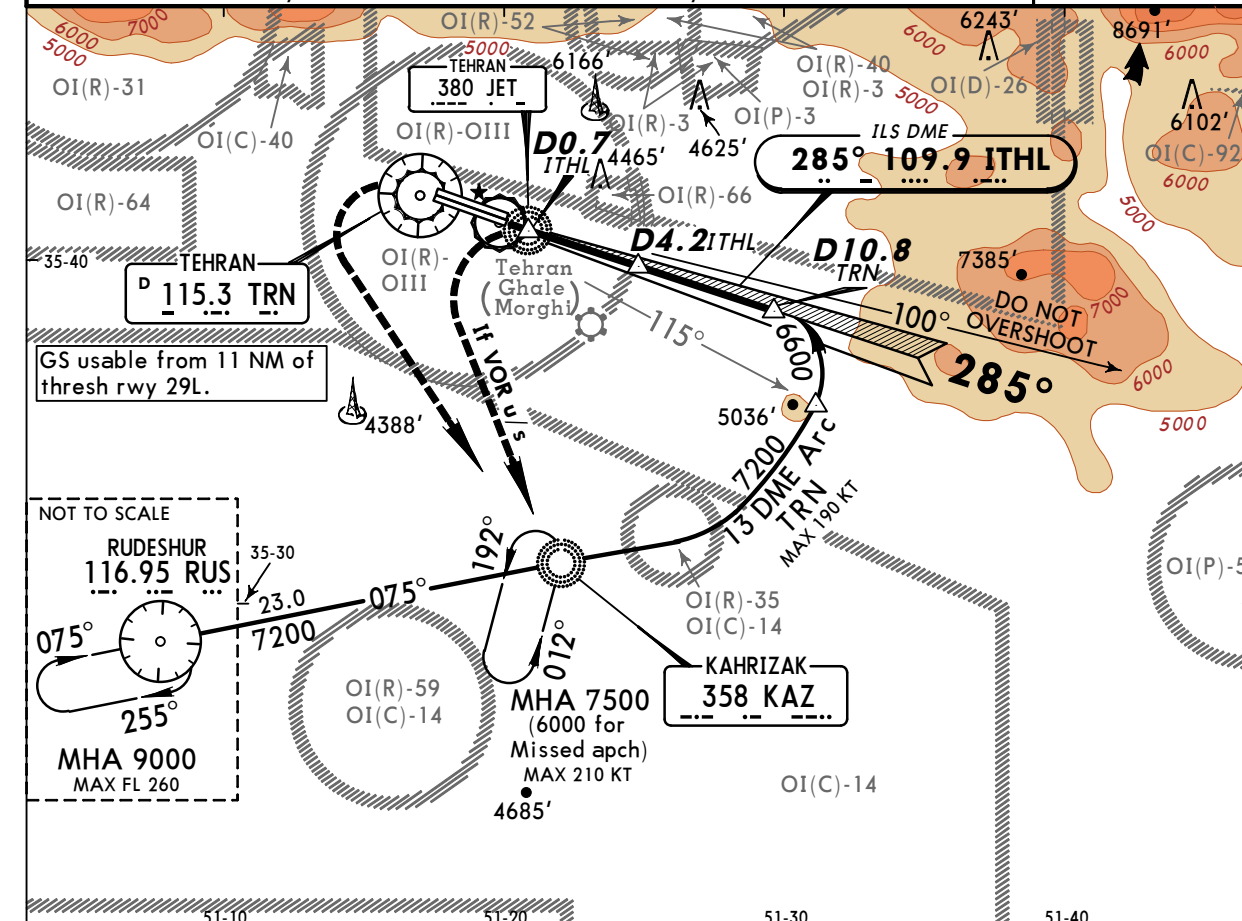 OI(R)-52
6243'
8691'
6000
5000
5000
6000
6000
TEHRAN
380 JET
6166'
OI(R)-40
OI(R)-3
OI(D)-26
OI(R)-31
5000
OI(C)-40
OI(R)-OIII
OI(R)-3
OI(P)-3
6102'
D0.7
ITHL
4465'
4625'
ILS DME
285° 109.9 ITHL
OI(C)-92
6000
OI(R)-64
OI(R)-66
5000
OI(R)-
OIII
D4.2 ITHL
D10.8
TRN
7385'
35-40
TEHRAN
D 115.3 TRN
Tehran
(Ghale
Morghi)
DO NOT
OVERSHOOT
7000
100°
115°
6600
285°
6000
5000
GS usable from 11 NM of
thresh rwy 29L.
If VOR u/s
4388'
5036'
7200
13 DME Arc
TRN
MAX 190 KT
NOT TO SCALE
RUDESHUR
116.95 RUS
35-30
192°
OI(P)-5
23.0
075°
7200
075°
255°
MHA 9000
MAX FL 260
012°
OI(R)-35
OI(C)-14
OI(R)-59
OI(C)-14
KAHRIZAK
358 KAZ
MHA 7500
(6000 for
Missed apch)
MAX 210 KT
4685'
OI(C)-14
51-10
51-20
51-30
51-40